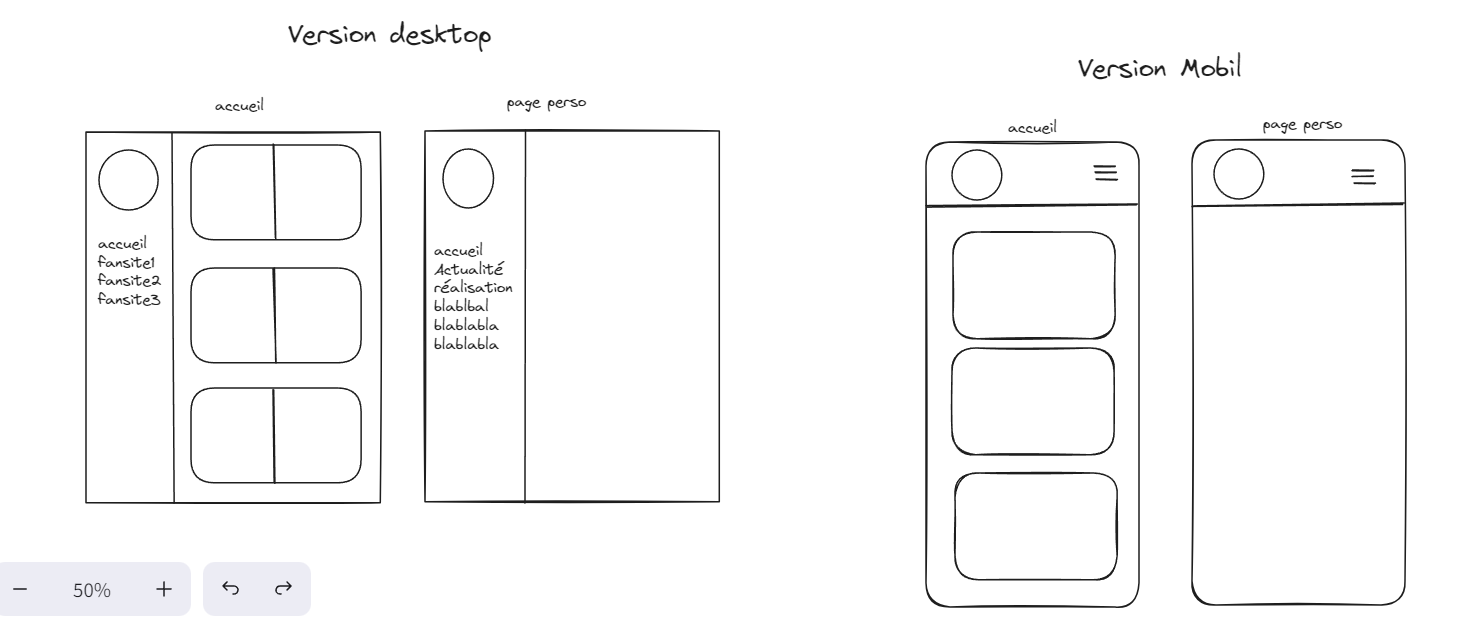 Version desktop
Version Mobil
accueil
page perso
accueil
page perso
accueil
fansite1
fansite2
fansite3
accueil
Actualité
réalisation
blablbal
blablabla
blablabla
50%